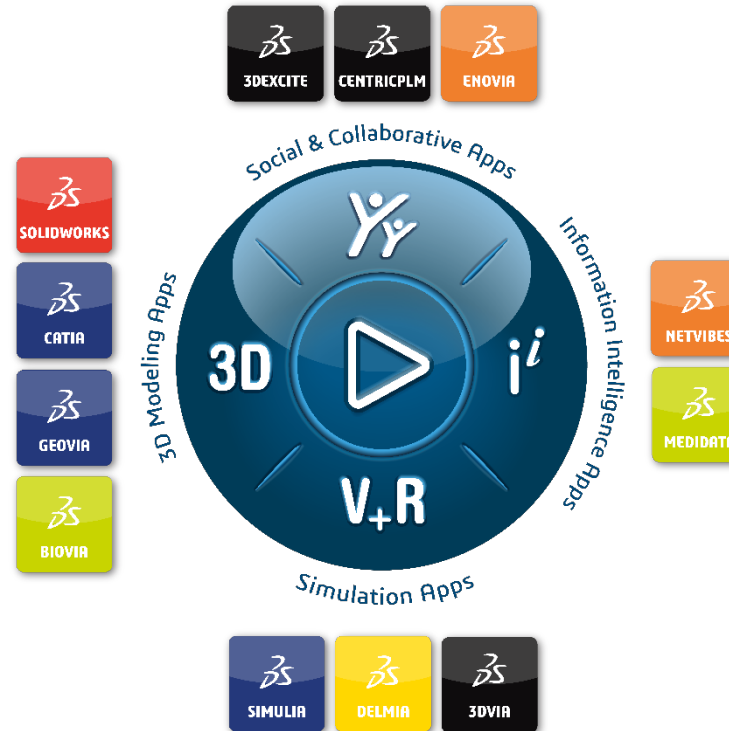 3DEXCITE
CENTRICPLM
ENOVIA
Social & Collaborative Apps
SOLIDWORKS
CATIA
GEOVIA
BIOVIA
3D Modeling Apps
3D
i i
V+R
Information Intelligence Apps
NETVIBES
MEDIDATA
Simulation Apps
SIMULIA
DELMIA
3DVIA